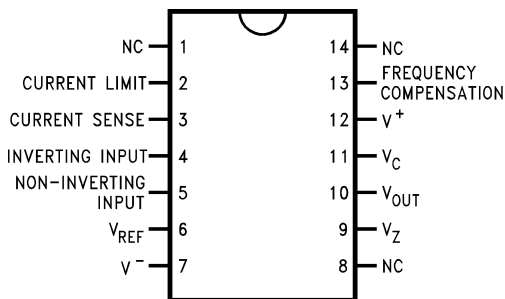 NC 1 14 NC
CURRENT LIMIT 2 13 FREQUENCY COMPENSATION
CURRENT SENSE 3 12 V+
INVERTING INPUT 4 11 VC
NON-INVERTING INPUT 5 10 VOUT
VREF 6 9 VZ
V- 7 8 NC